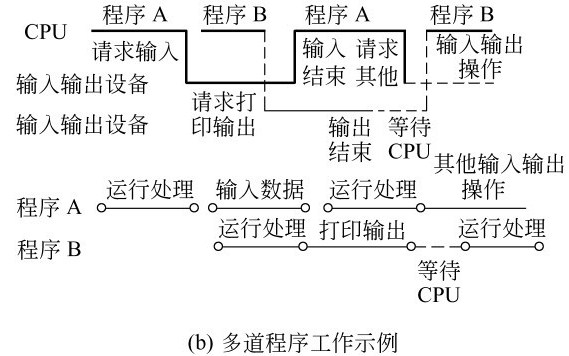 程序 A 程序 B 程序 A 程序 B
CPU
请求输入 输入 请求 输入输出
输入输出设备 结束 其他 操作
请求打
输入输出设备 印输出 输出 等待
结束 CPU
其他输入输出
运行处理 输入数据 运行处理 操作
程序 A
运行处理 打印输出 运行处理
程序 B
等待
CPU
(b) 多道程序工作示例